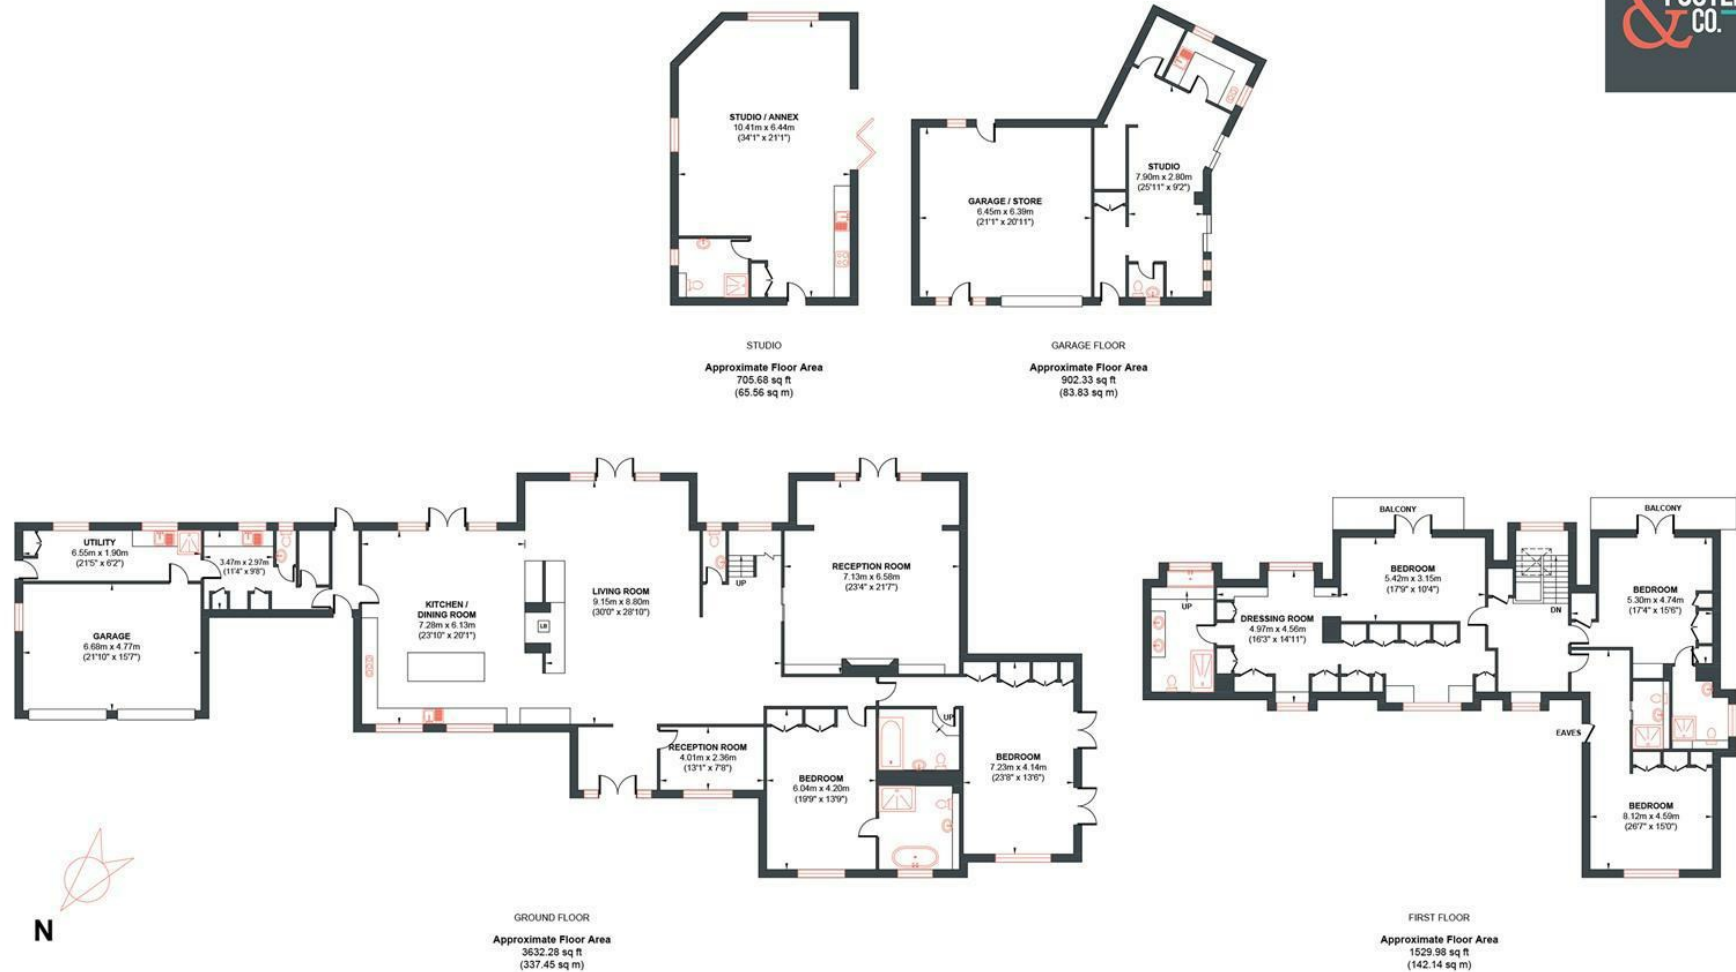 & 
CO.
STUDIO / ANNEX
10.41m x 6.44m
(34'1" x 21'1")
GARAGE / STORE
6.45m x 6.39m
(21'1" x 20'11")
STUDIO
7.90m x 2.80m
(25'11" x 9'2")
STUDIO
Approximate Floor Area
705.68 sq ft
(65.56 sq m)
GARAGE FLOOR
Approximate Floor Area
902.33 sq ft
(83.83 sq m)
UTILITY
6.55m x 1.90m
(21'5" x 6'2")
3.47m x 2.97m
(11'4" x 9'8")
GARAGE
6.68m x 4.77m
(21'10" x 15'7")
KITCHEN /
DINING ROOM
7.28m x 6.13m
(23'10" x 20'1")
LIVING ROOM
9.15m x 8.80m
(30'0" x 28'10")
LB
UP
RECEPTION ROOM
7.13m x 6.58m
(23'4" x 21'7")
RECEPTION ROOM
4.01m x 2.36m
(13'1" x 7'8")
BEDROOM
6.04m x 4.20m
(19'9" x 13'9")
UP
BEDROOM
7.23m x 4.14m
(23'8" x 13'6")
N
GROUND FLOOR
Approximate Floor Area
3632.28 sq ft
(337.45 sq m)
BALCONY
BALCONY
UP
DRESSING ROOM
4.97m x 4.56m
(16'3" x 14'11")
BEDROOM
5.42m x 3.15m
(17'9" x 10'4")
DN
BEDROOM
5.30m x 4.74m
(17'4" x 15'6")
EAVES
BEDROOM
8.12m x 4.59m
(26'7" x 15'0")
FIRST FLOOR
Approximate Floor Area
1529.98 sq ft
(142.14 sq m)